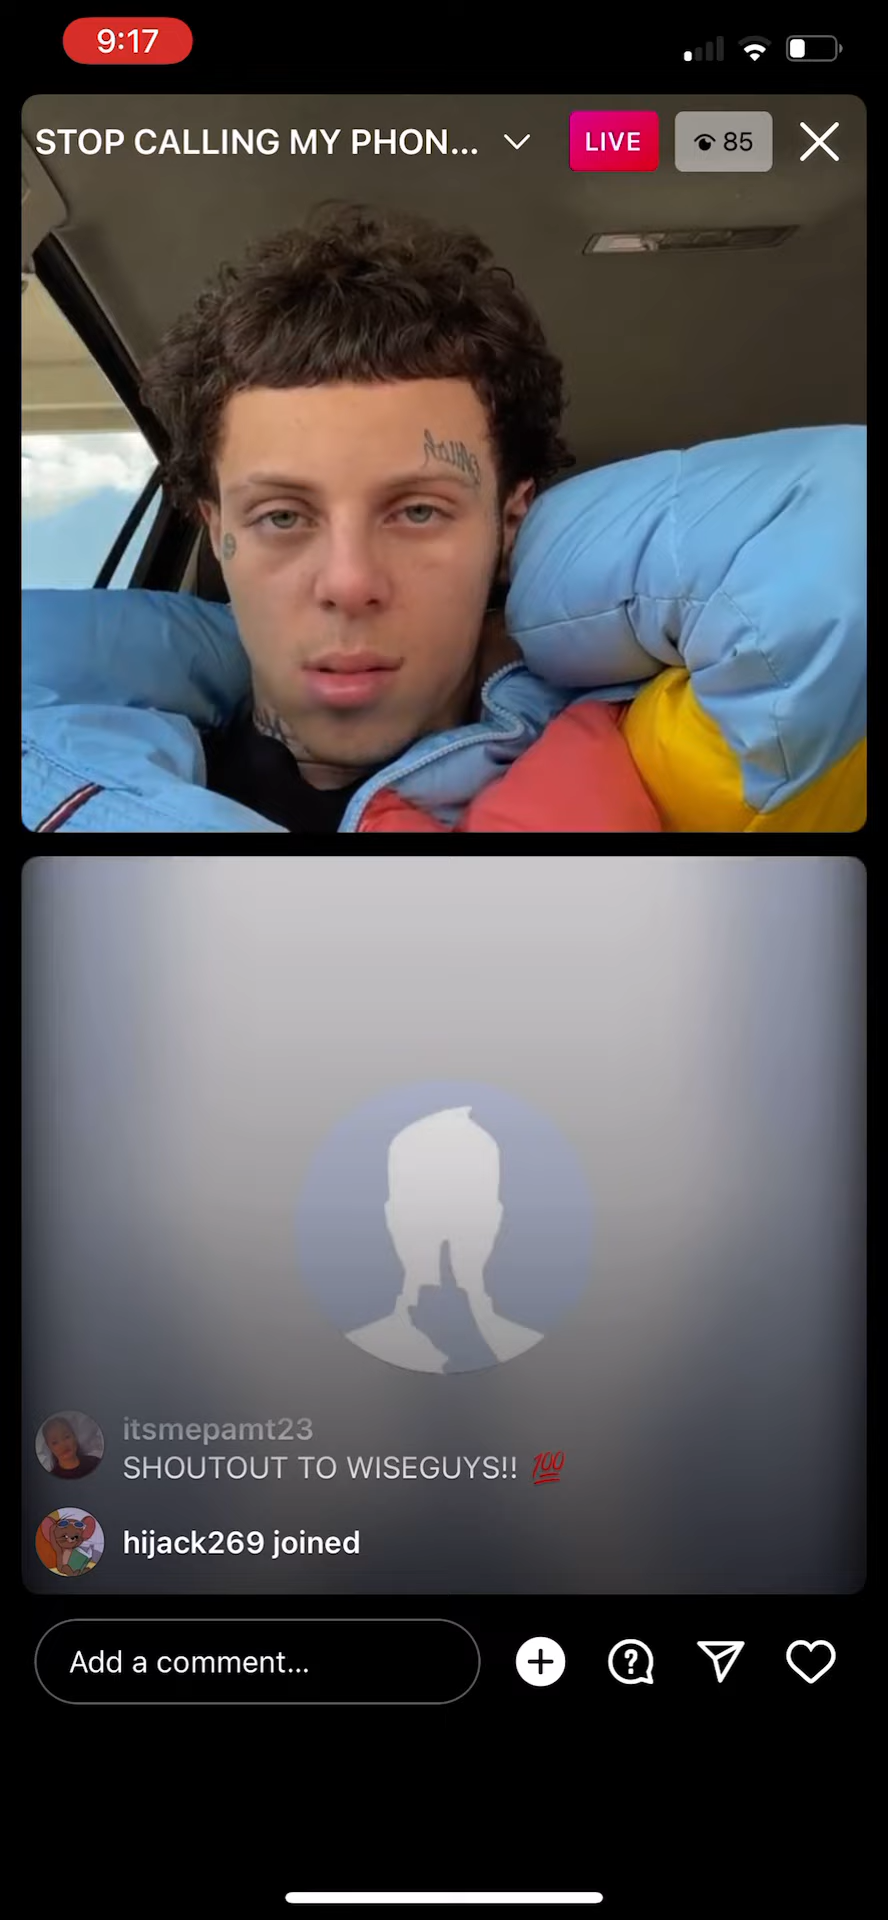 9:17
STOP CALLING MY PHON...
LIVE
85
itsmepamt23
SHOUTOUT TO WISEGUYS!! 💯
hijack269 joined
Add a comment...